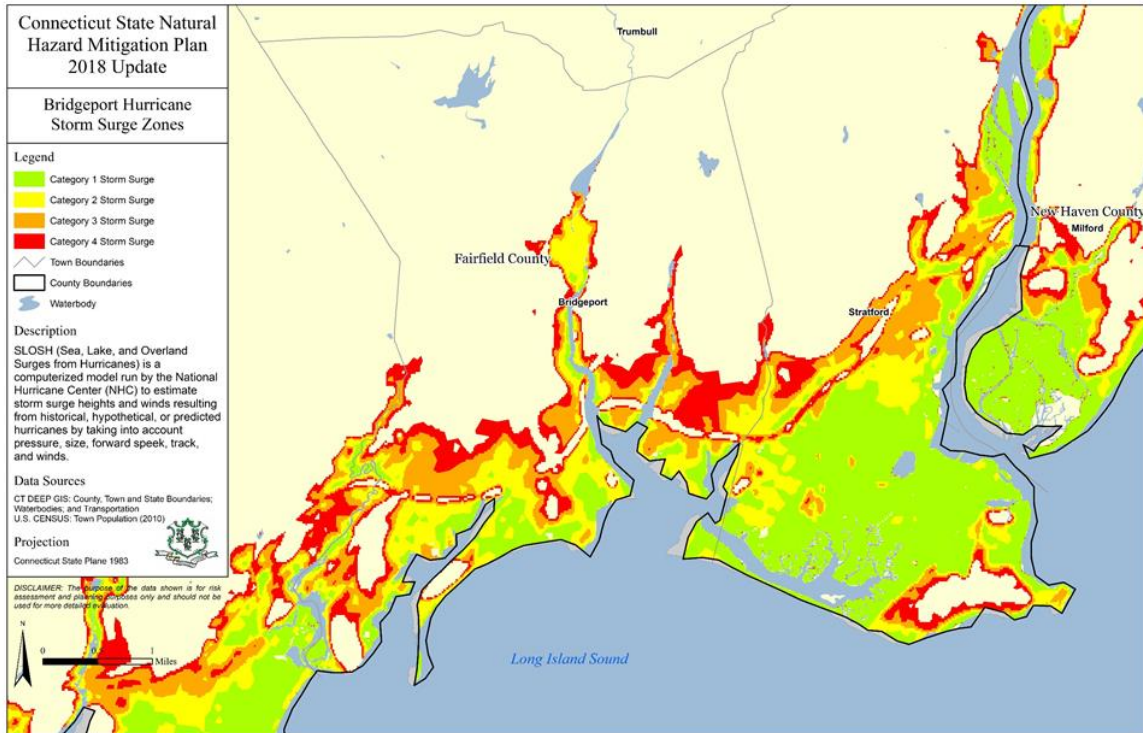 Connecticut State Natural
Hazard Mitigation Plan
2018 Update
Bridgeport Hurricane
Storm Surge Zones
Legend
Category 1 Storm Surge
Category 2 Storm Surge
Category 3 Storm Surge
Category 4 Storm Surge
Town Boundaries
County Boundaries
Waterbody
Description
SLOSH (Sea, Lake, and Overland
Surges from Hurricanes) is a
computerized model run by the National
Hurricane Center (NHC) to estimate
storm surge heights and winds resulting
from historical, hypothetical, or predicted
hurricanes by taking into account
pressure, size, forward speek, track,
and winds.
Data Sources
CT DEEP GIS: County, Town and State Boundaries;
Waterbodies; and Transportation
U.S. CENSUS: Town Population (2010)
Projection
Connecticut State Plane 1983
DISCLAIMER: The purpose of the data shown is for risk
assessment and planning purposes only and should not be
used for more detailed evaluation.
N
0 0.5 1
Miles
Trumbull
New Haven County
Milford
Fairfield County
Bridgeport
Stratford
Long Island Sound